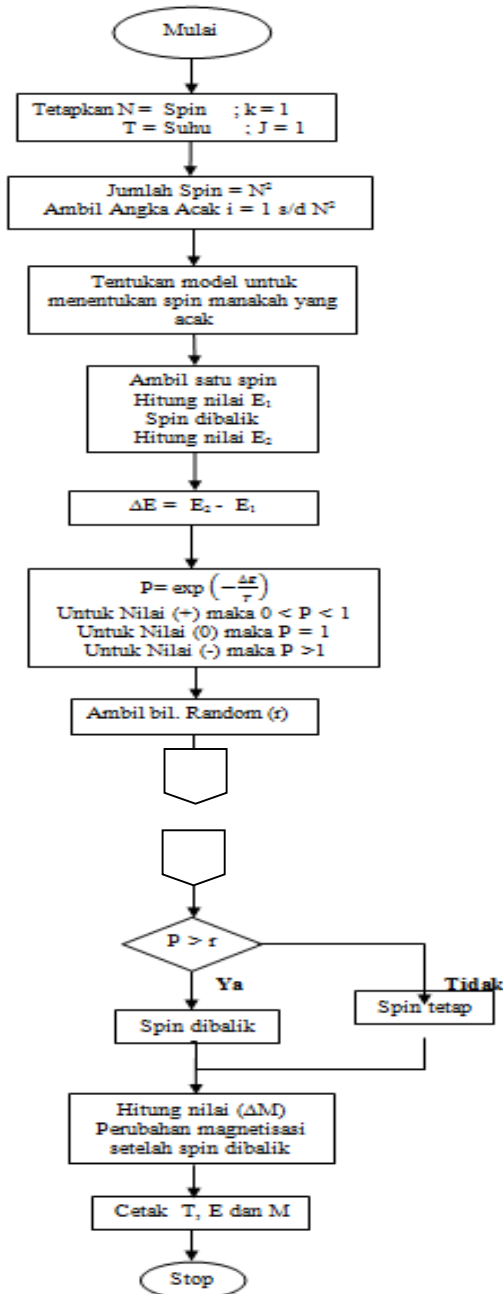 Mulai
Tetapkan N = Spin ; k = 1
T = Suhu ; J = 1
Jumlah Spin = N²
Ambil Angka Acak i = 1 s/d N²
Tentukan model untuk
menentukan spin manakah yang
acak
Ambil satu spin
Hitung nilai E₁
Spin dibalik
Hitung nilai E₂
ΔE = E₂ - E₁
P= exp (−ΔE/T)
Untuk Nilai (+) maka 0 < P < 1
Untuk Nilai (0) maka P = 1
Untuk Nilai (-) maka P >1
Ambil bil. Random (r)
P > r
Ya
Tidak
Spin dibalik
Spin tetap
Hitung nilai (ΔM)
Perubahan magnetisasi
setelah spin dibalik
Cetak T, E dan M
Stop